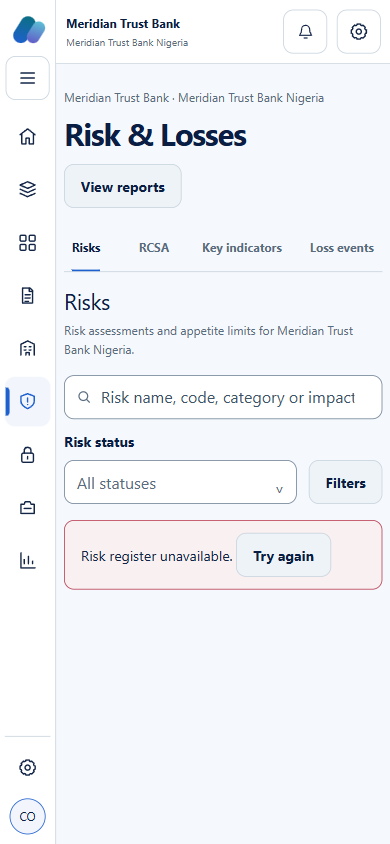 Meridian Trust Bank
Meridian Trust Bank Nigeria
Meridian Trust Bank · Meridian Trust Bank Nigeria
Risk & Losses
View reports
Risks
RCSA
Key indicators
Loss events
Risks
Risk assessments and appetite limits for Meridian Trust
Bank Nigeria.
Risk name, code, category or impact
Risk status
All statuses
Filters
Risk register unavailable.
Try again
CO